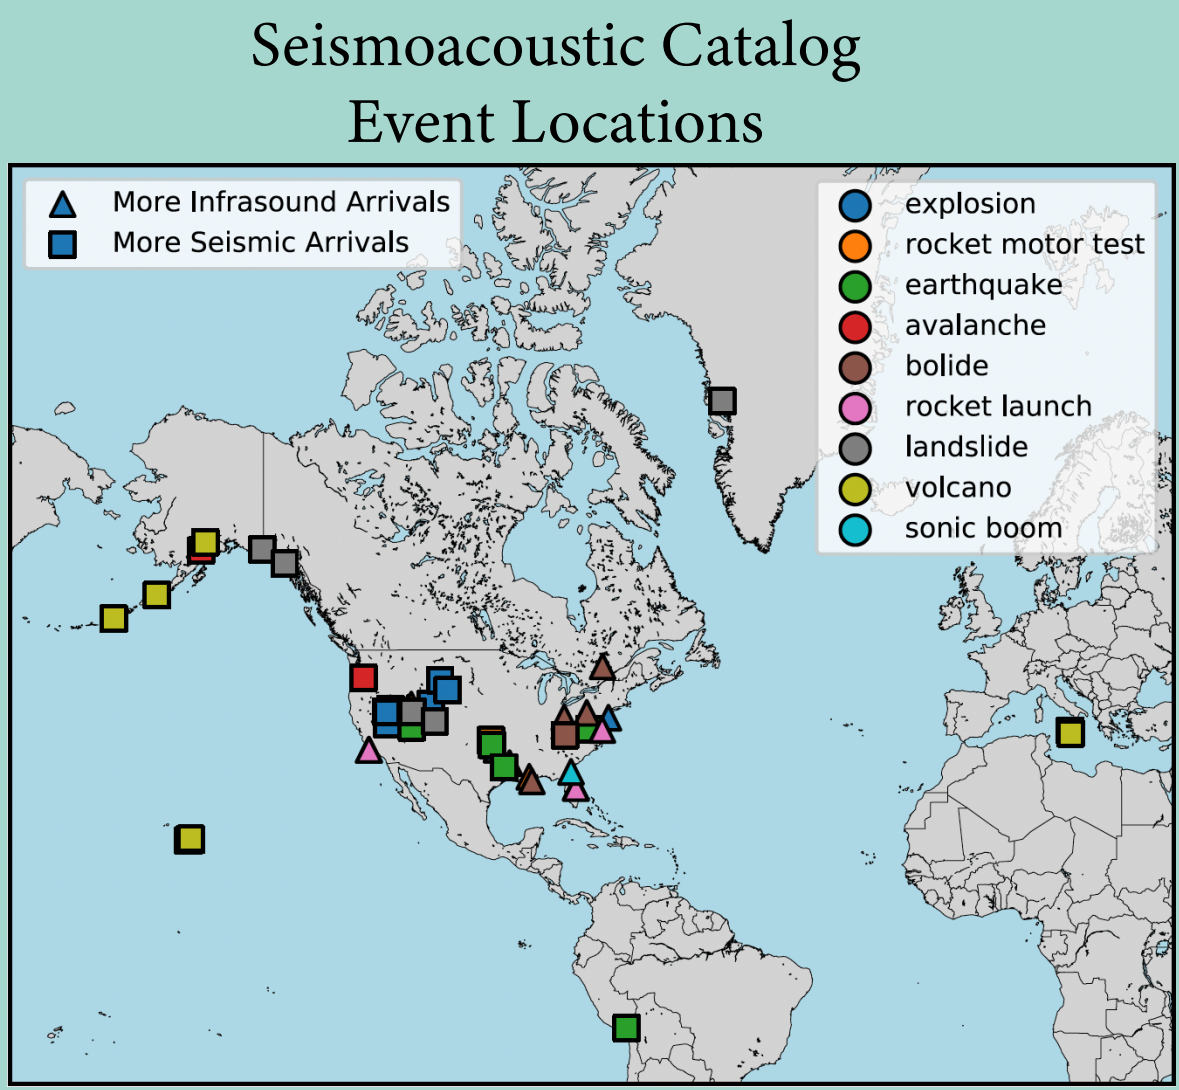 Seismoacoustic Catalog
Event Locations
More Infrasound Arrivals
More Seismic Arrivals
explosion
rocket motor test
earthquake
avalanche
bolide
rocket launch
landslide
volcano
sonic boom